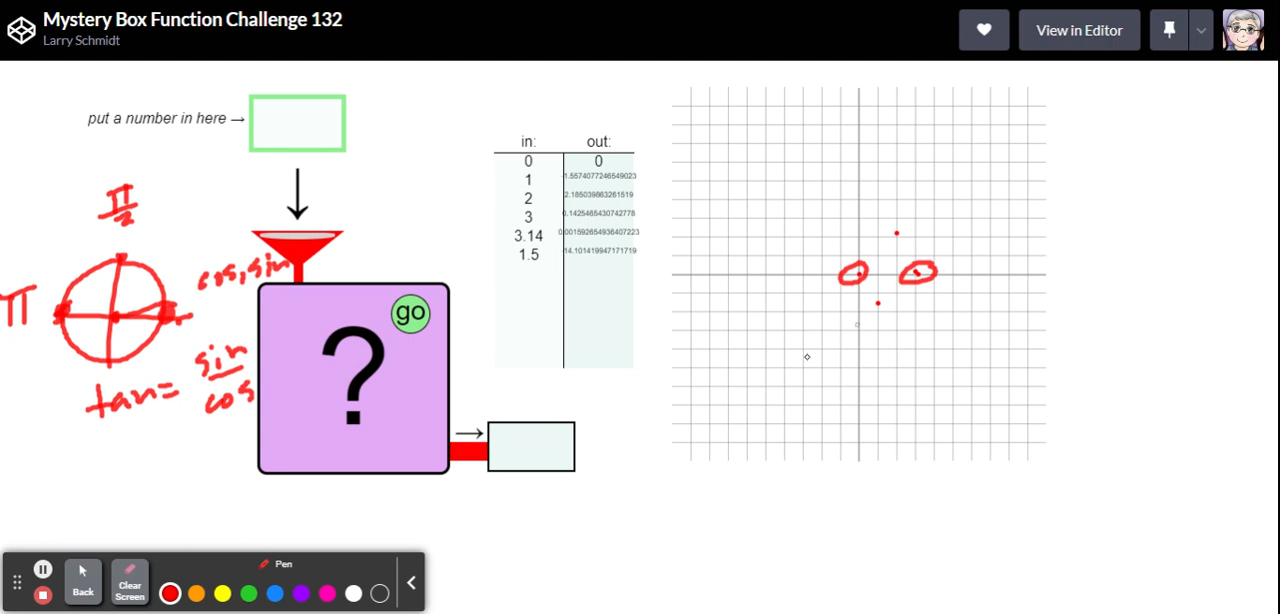 Mystery Box Function Challenge 132
Larry Schmidt
View in Editor
put a number in here →
in: out:
0 0
1 -1.5574077246549023
2 2.185039863261519
3 0.1425465430742778
3.14 0.001592654936407223
1.5 -14.101419947171719
π/2
cos, sin
π
tan = sin/cos
go
?
→
Pen
Back
Clear
Screen